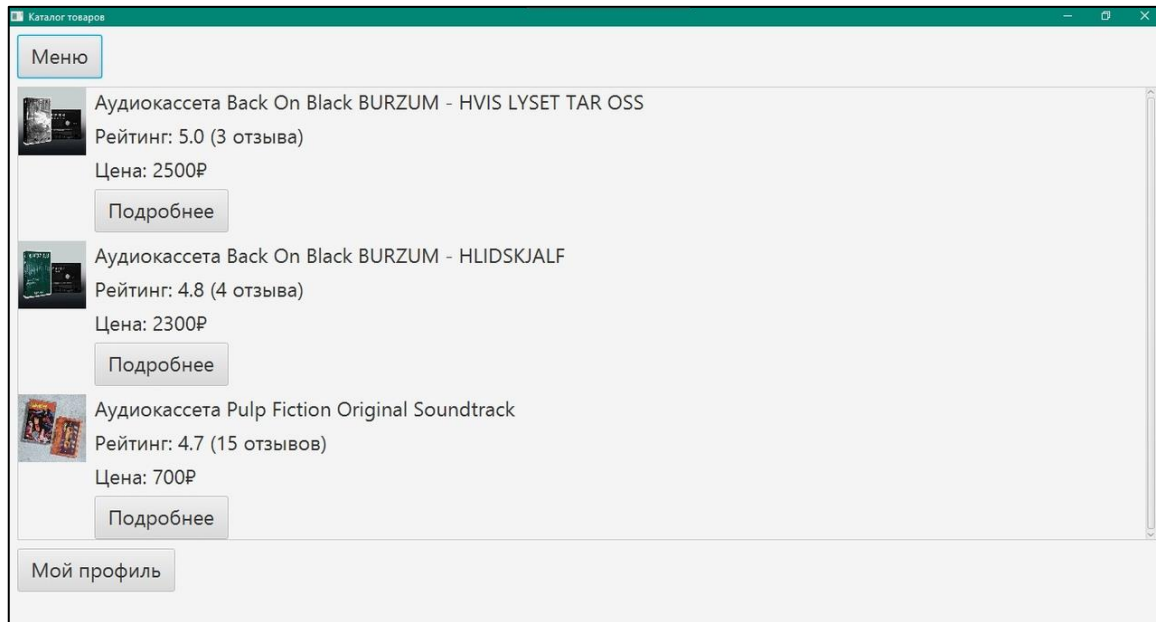 Каталог товаров
Меню
Аудиокассета Back On Black BURZUM - HVIS LYSET TAR OSS
Рейтинг: 5.0 (3 отзыва)
Цена: 2500₽
Подробнее
Аудиокассета Back On Black BURZUM - HLIDSKJALF
Рейтинг: 4.8 (4 отзыва)
Цена: 2300₽
Подробнее
Аудиокассета Pulp Fiction Original Soundtrack
Рейтинг: 4.7 (15 отзывов)
Цена: 700₽
Подробнее
Мой профиль